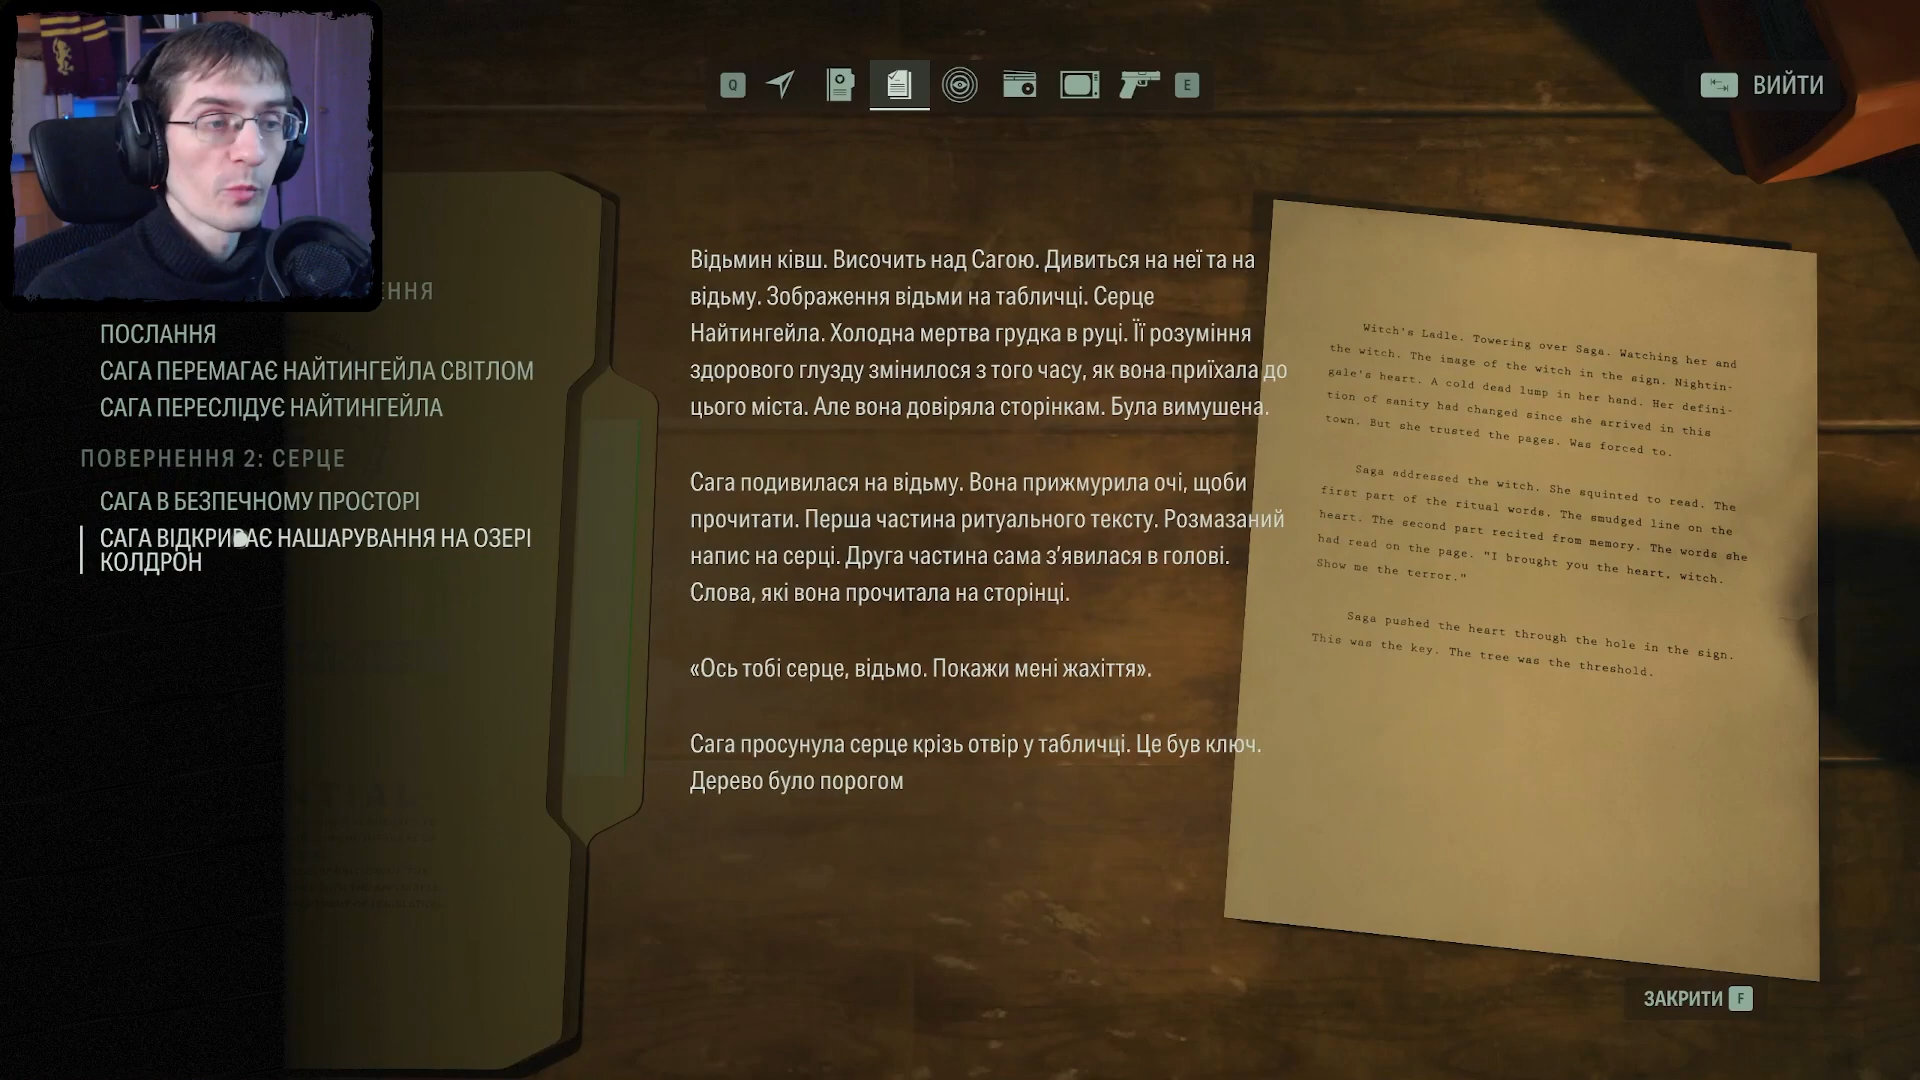 Q
E
ВИЙТИ
ЕННЯ
ПОСЛАННЯ
САГА ПЕРЕМАГАЄ НАЙТИНГЕЙЛА СВІТЛОМ
САГА ПЕРЕСЛІДУЄ НАЙТИНГЕЙЛА
ПОВЕРНЕННЯ 2: СЕРЦЕ
САГА В БЕЗПЕЧНОМУ ПРОСТОРІ
САГА ВІДКРИВАЄ НАШАРУВАННЯ НА ОЗЕРІ
КОЛДРОН
Відьмин ківш. Височить над Сагою. Дивиться на неї та на
відьму. Зображення відьми на табличці. Серце
Найтингейла. Холодна мертва грудка в руці. Її розуміння
здорового глузду змінилося з того часу, як вона приїхала до
цього міста. Але вона довіряла сторінкам. Була вимушена.
Сага подивилася на відьму. Вона прижмурила очі, щоби
прочитати. Перша частина ритуального тексту. Розмазаний
напис на серці. Друга частина сама з’явилася в голові.
Слова, які вона прочитала на сторінці.
«Ось тобі серце, відьмо. Покажи мені жахіття».
Сага просунула серце крізь отвір у табличці. Це був ключ.
Дерево було порогом
Witch's Ladle. Towering over Saga. Watching her and
the witch. The image of the witch in the sign. Nightin-
gale's heart. A cold dead lump in her hand. Her defini-
tion of sanity had changed since she arrived in this
town. But she trusted the pages. Was forced to.
Saga addressed the witch. She squinted to read. The
first part of the ritual words. The smudged line on the
heart. The second part recited from memory. The words she
had read on the page. "I brought you the heart, witch.
Show me the terror."
Saga pushed the heart through the hole in the sign.
This was the key. The tree was the threshold.
ЗАКРИТИ F